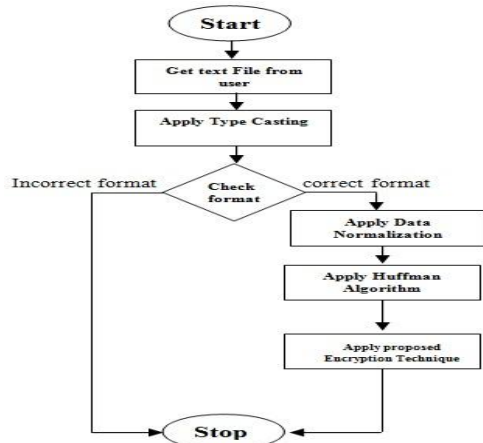 Start
Get text File from
user
Apply Type Casting
Incorrect format
Check
format
correct format
Apply Data
Normalization
Apply Huffman
Algorithm
Apply proposed
Encryption Technique
Stop